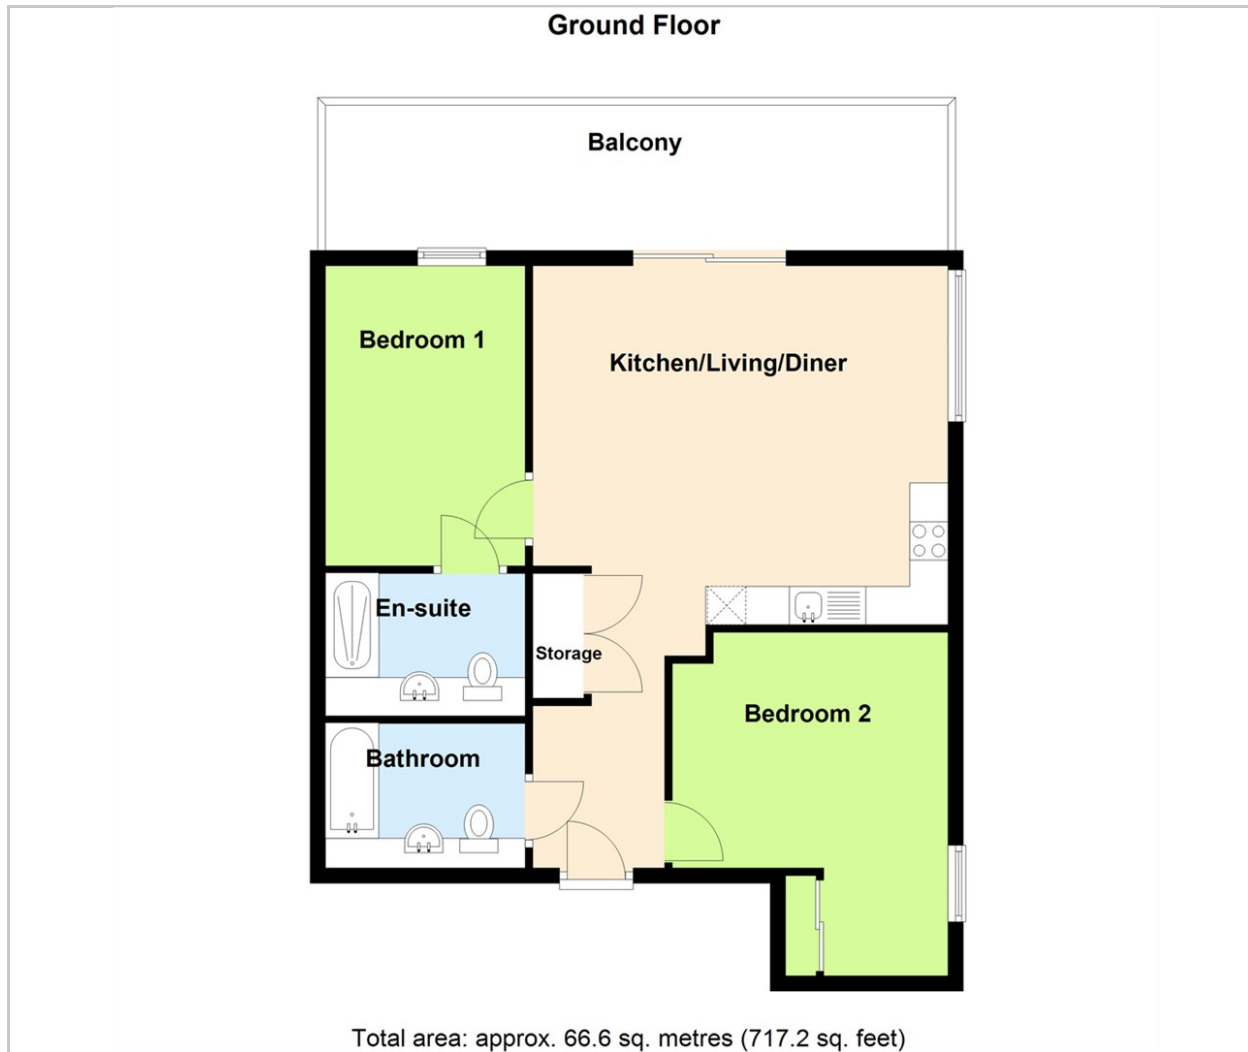 Ground Floor
Balcony
Bedroom 1
Kitchen/Living/Diner
En-suite
Storage
Bedroom 2
Bathroom
Total area: approx. 66.6 sq. metres (717.2 sq. feet)